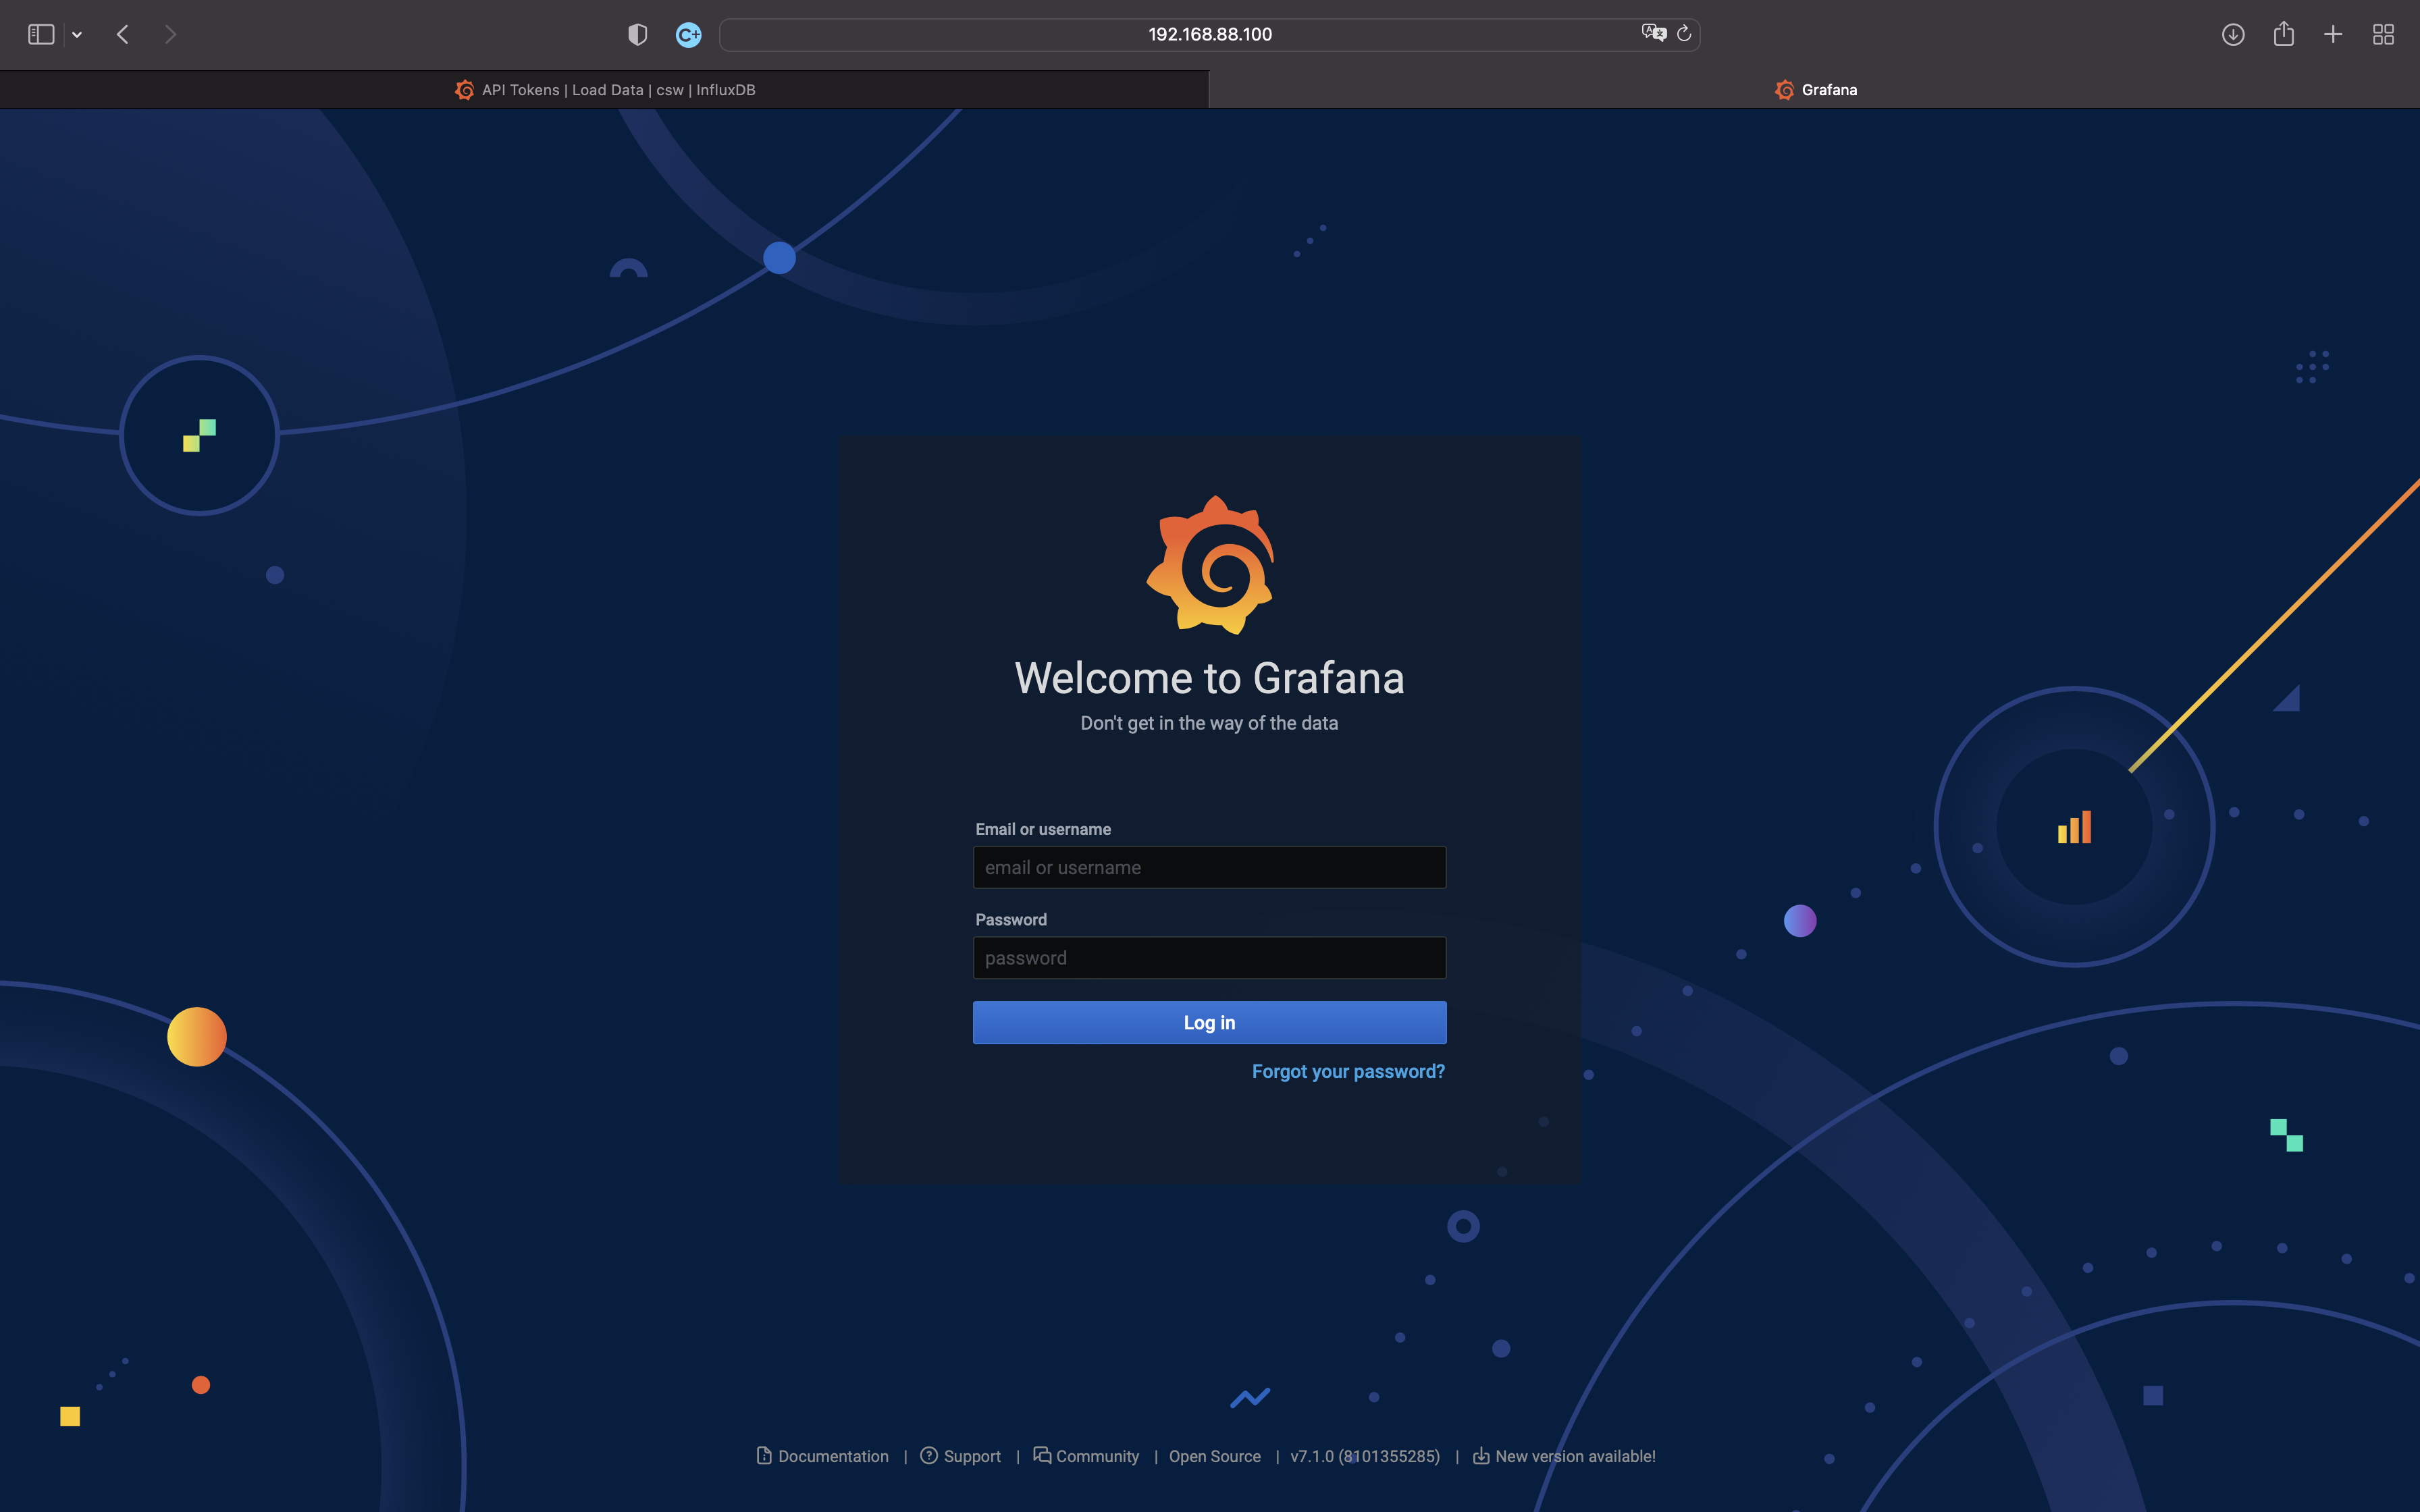 192.168.88.100
API Tokens | Load Data | csw | InfluxDB
Grafana
Welcome to Grafana
Don't get in the way of the data
Email or username
email or username
Password
password
Log in
Forgot your password?
Documentation | Support | Community | Open Source | v7.1.0 (8101355285) | New version available!